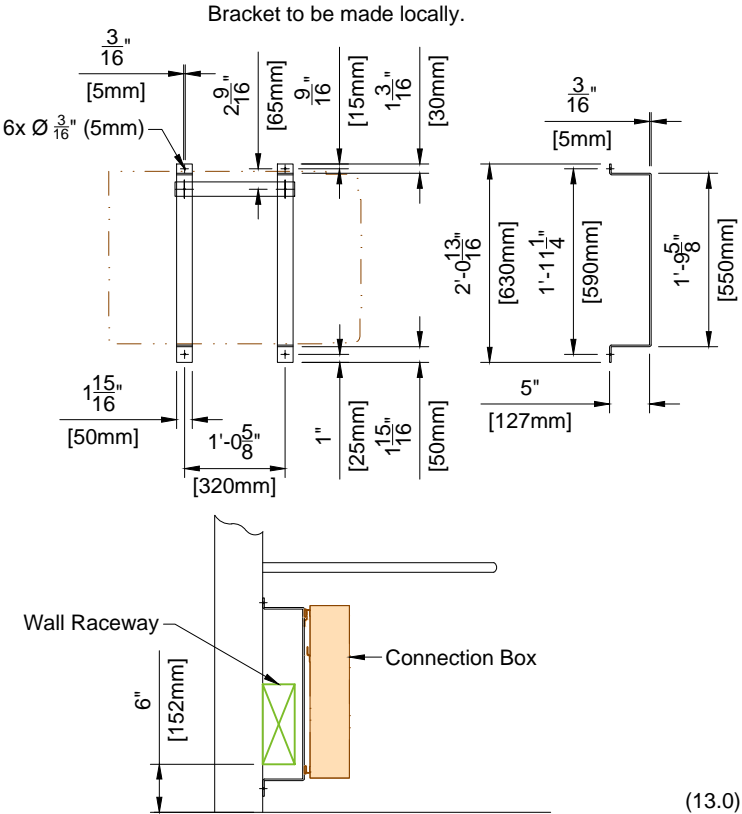 Bracket to be made locally.
3/16"
[5mm]
6x Ø 3/16" (5mm)
2 9/16"
[65mm]
9/16"
[15mm]
1 3/16"
[30mm]
3/16"
[5mm]
2'-0 13/16"
[630mm]
1'-11 1/4"
[590mm]
1'-9 5/8"
[550mm]
1 15/16"
[50mm]
1'-0 5/8"
[320mm]
1"
[25mm]
1 15/16"
[50mm]
5"
[127mm]
Wall Raceway
Connection Box
6"
[152mm]
(13.0)